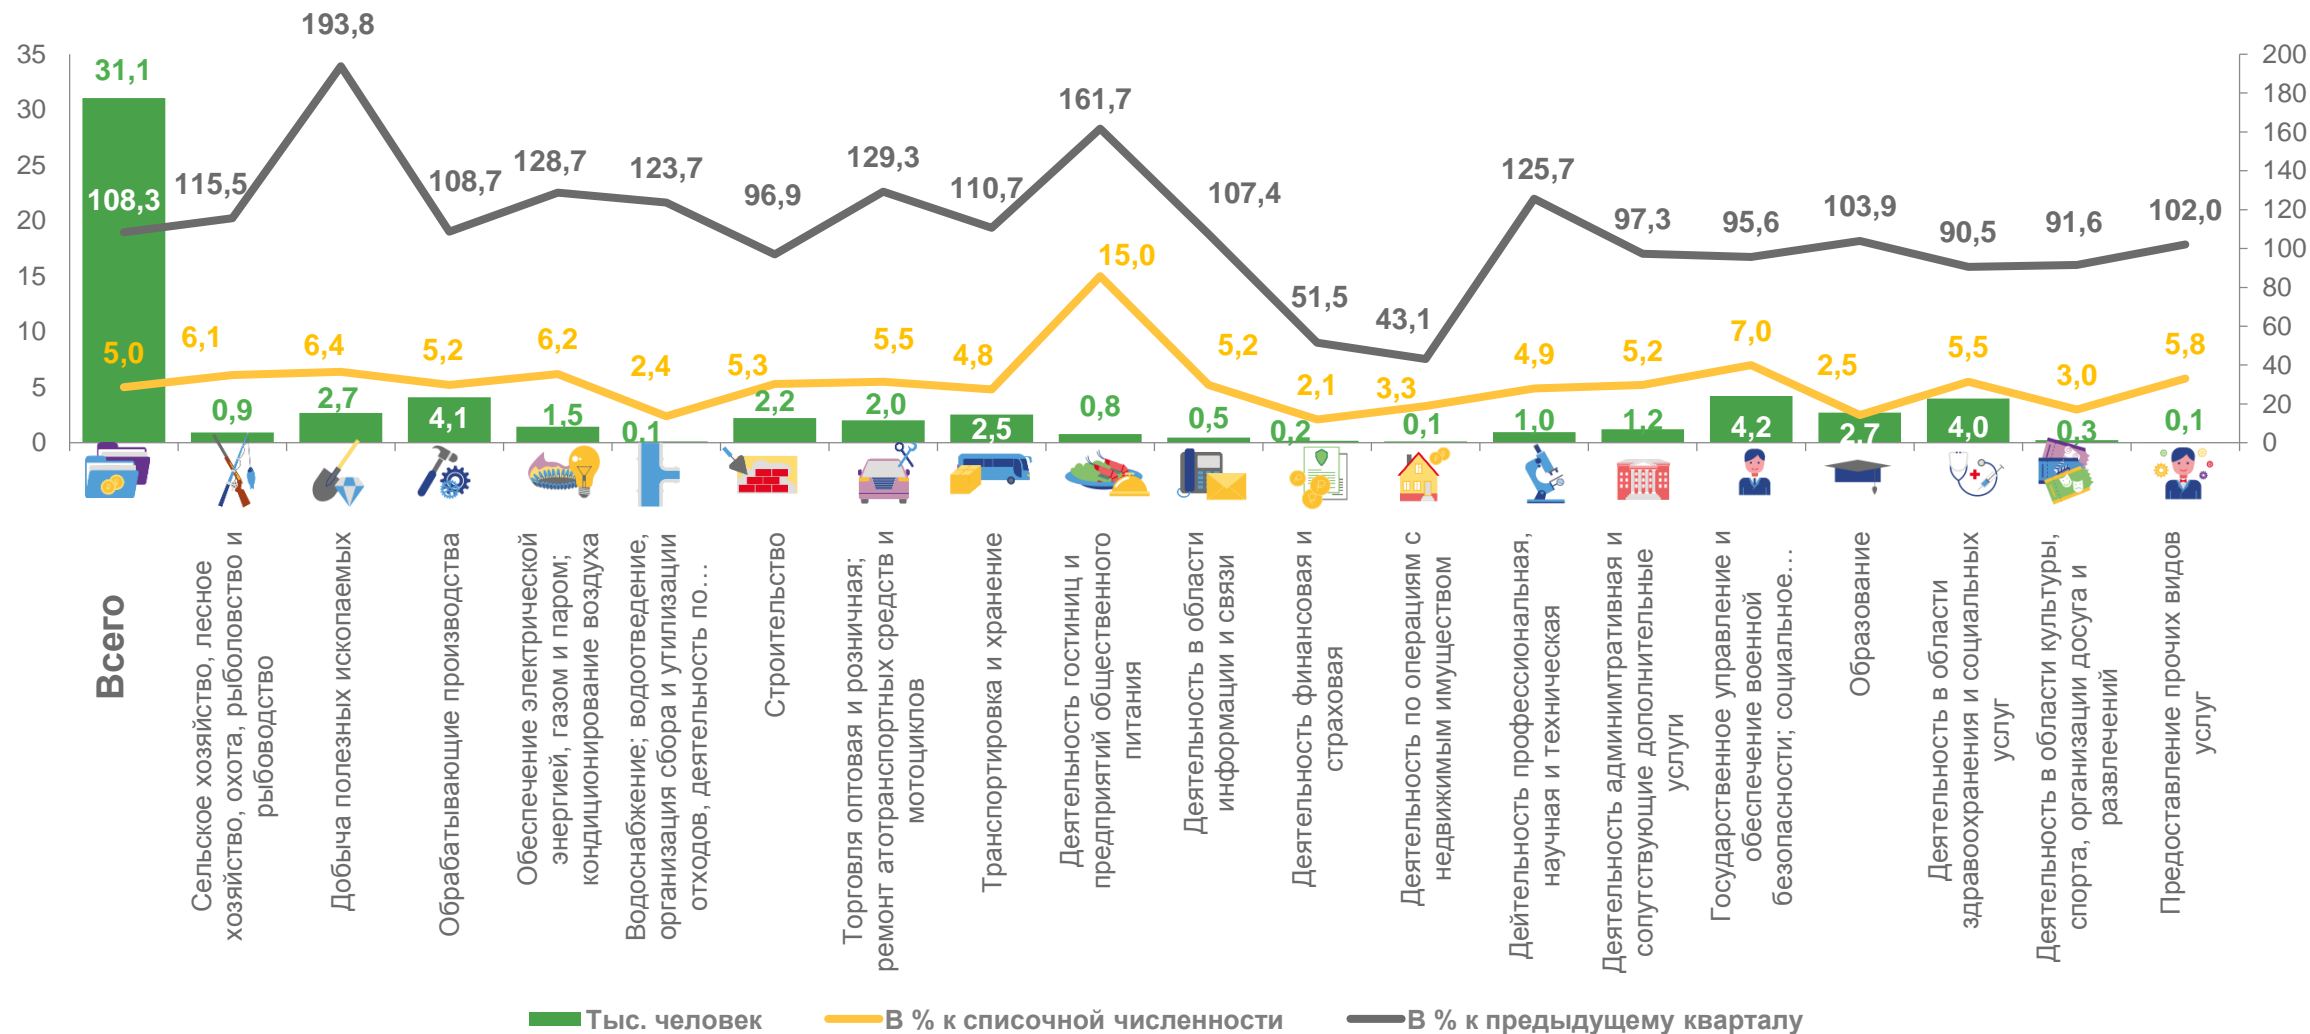 193,8
35
31,1
30
25
20
15
10
5
0
200
180
160
140
120
100
80
60
40
20
0
108,3
115,5
108,7
128,7
123,7
96,9
129,3
110,7
161,7
107,4
51,5
43,1
125,7
97,3
95,6
103,9
90,5
91,6
102,0
5,0
6,1
6,4
5,2
6,2
2,4
5,3
5,5
4,8
15,0
5,2
2,1
3,3
4,9
5,2
7,0
2,5
5,5
3,0
5,8
0,9
2,7
4,1
1,5
0,1
2,2
2,0
2,5
0,8
0,5
0,2
0,1
1,0
1,2
4,2
2,7
4,0
0,3
0,1
Всего
Сельское хозяйство, лесное
хозяйство, охота, рыболовство и
рыбоводство
Добыча полезных ископаемых
Обрабатывающие производства
Обеспечение электрической
энергией, газом и паром;
кондиционирование воздуха
Водоснабжение; водоотведение,
организация сбора и утилизации
отходов, деятельность по…
Строительство
Торговля оптовая и розничная;
ремонт атотранспортных средств и
мотоциклов
Транспортировка и хранение
Деятельность гостиниц и
предприятий общественного
питания
Деятельность в области
информации и связи
Деятельность финансовая и
страховая
Деятельность по операциям с
недвижимым имуществом
Дейтельность профессиональная,
научная и техническая
Деятельность админимтративная и
сопутствующие дополнительные
услуги
Государственное управление и
обеспечение военной
безопасности; социальное…
Образование
Деятельность в области
здравоохранения и социальных
услуг
Деятельность в области культуры,
спорта, организации досуга и
развлечений
Предоставление прочих видов
услуг
Тыс. человек
В % к списочной численности
В % к предыдущему кварталу